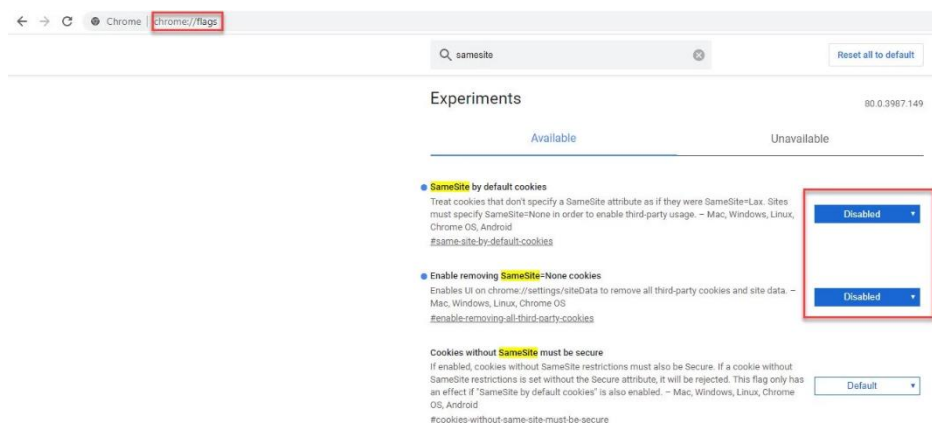 Chrome | chrome://flags
samesite
Reset all to default
Experiments
80.0.3987.149
Available
Unavailable
SameSite by default cookies
Treat cookies that don't specify a SameSite attribute as if they were SameSite=Lax. Sites
must specify SameSite=None in order to enable third-party usage. – Mac, Windows, Linux,
Chrome OS, Android
#same-site-by-default-cookies
Disabled
Enable removing SameSite=None cookies
Enables UI on chrome://settings/siteData to remove all third-party cookies and site data. –
Mac, Windows, Linux, Chrome OS
#enable-removing-all-third-party-cookies
Disabled
Cookies without SameSite must be secure
If enabled, cookies without SameSite restrictions must also be Secure. If a cookie without
SameSite restrictions is set without the Secure attribute, it will be rejected. This flag only has
an effect if "SameSite by default cookies" is also enabled. – Mac, Windows, Linux, Chrome
OS, Android
#cookies-without-same-site-must-be-secure
Default